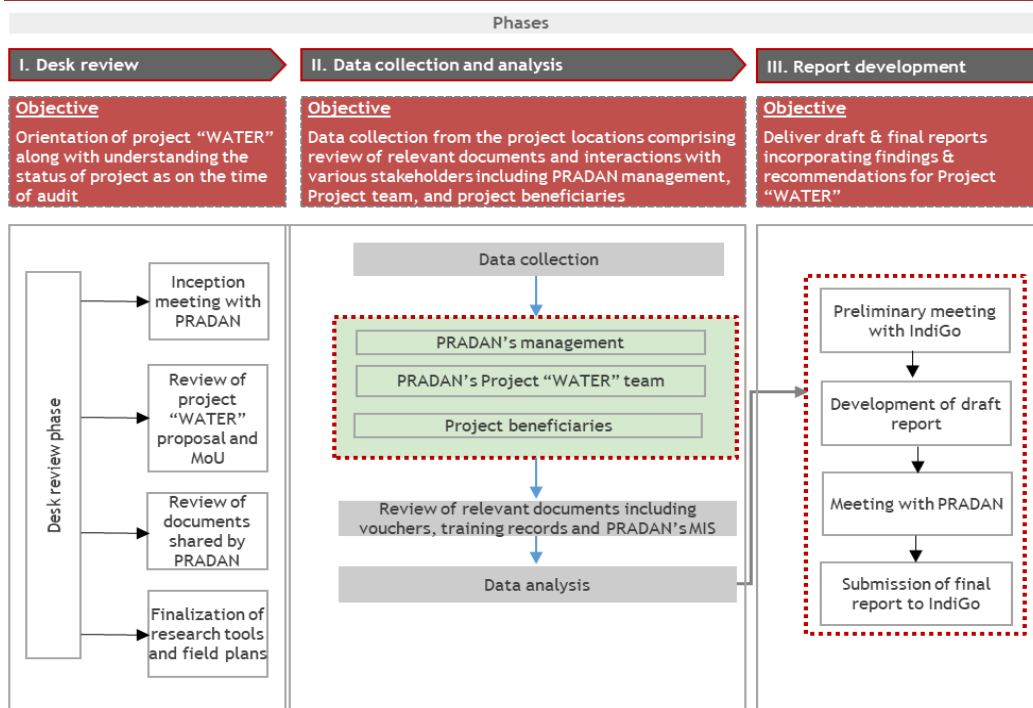 Phases
I. Desk review
II. Data collection and analysis
III. Report development
Objective
Orientation of project “WATER”
along with understanding the
status of project as on the time
of audit
Objective
Data collection from the project locations comprising
review of relevant documents and interactions with
various stakeholders including PRADAN management,
Project team, and project beneficiaries
Objective
Deliver draft & final reports
incorporating findings &
recommendations for Project
“WATER”
Desk review phase
Inception
meeting with
PRADAN
Review of
project
“WATER”
proposal and
MoU
Review of
documents
shared by
PRADAN
Finalization of
research tools
and field plans
Data collection
PRADAN’s management
PRADAN’s Project “WATER” team
Project beneficiaries
Review of relevant documents including
vouchers, training records and PRADAN’s MIS
Data analysis
Preliminary meeting
with IndiGo
Development of draft
report
Meeting with PRADAN
Submission of final
report to IndiGo